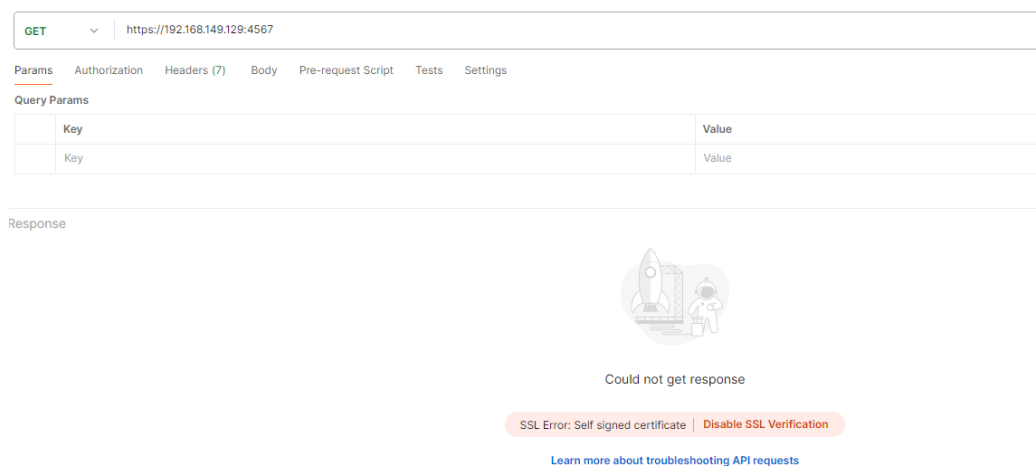 GET https://192.168.149.129:4567
Params Authorization Headers (7) Body Pre-request Script Tests Settings
Query Params
Key Value
Key Value
Response
Could not get response
SSL Error: Self signed certificate | Disable SSL Verification
Learn more about troubleshooting API requests